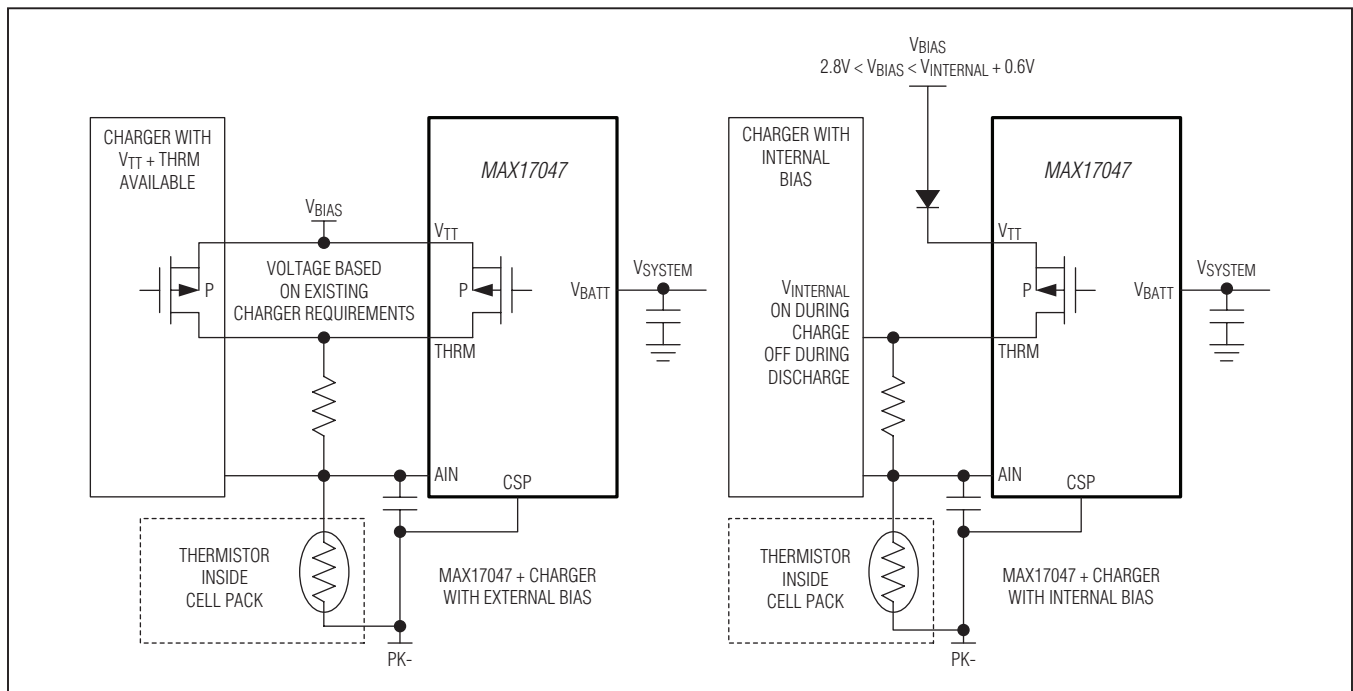 CHARGER WITH
VTT + THRM
AVAILABLE
VBIAS
VOLTAGE BASED
ON EXISTING
CHARGER REQUIREMENTS
P
P
MAX17047
VTT
THRM
AIN
CSP
VBATT
VSYSTEM
THERMISTOR
INSIDE
CELL PACK
MAX17047 + CHARGER
WITH EXTERNAL BIAS
PK-
VBIAS
2.8V < VBIAS < VINTERNAL + 0.6V
CHARGER WITH
INTERNAL
BIAS
VINTERNAL
ON DURING
CHARGE
OFF DURING
DISCHARGE
MAX17047
VTT
P
THRM
AIN
CSP
VBATT
VSYSTEM
THERMISTOR
INSIDE
CELL PACK
MAX17047 + CHARGER
WITH INTERNAL BIAS
PK-